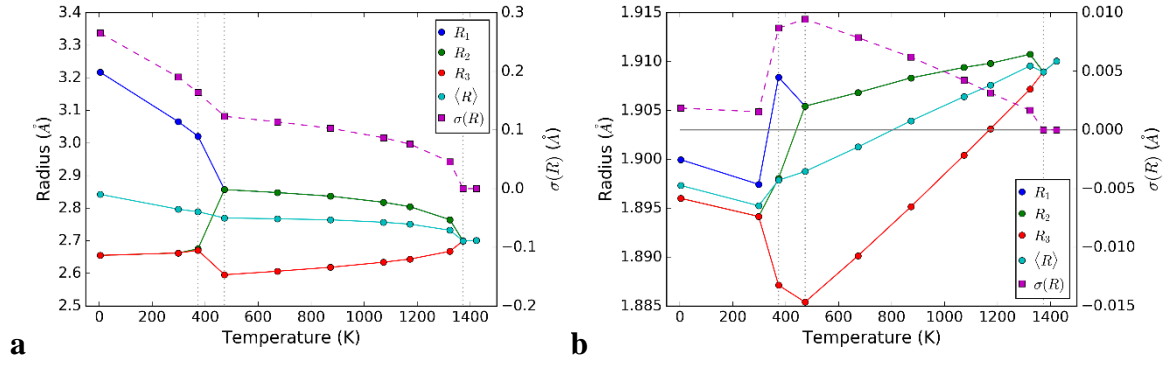 3.4
3.3
3.2
3.1
3.0
2.9
2.8
2.7
2.6
2.5
Radius (Å)
0 200 400 600 800 1000 1200 1400
Temperature (K)
0.3
0.2
0.1
0.0
−0.1
−0.2
σ(R) (Å)
R₁
R₂
R₃
⟨R⟩
σ(R)
a
1.915
1.910
1.905
1.900
1.895
1.890
1.885
Radius (Å)
0 200 400 600 800 1000 1200 1400
Temperature (K)
0.010
0.005
0.000
−0.005
−0.010
−0.015
σ(R) (Å)
R₁
R₂
R₃
⟨R⟩
σ(R)
b